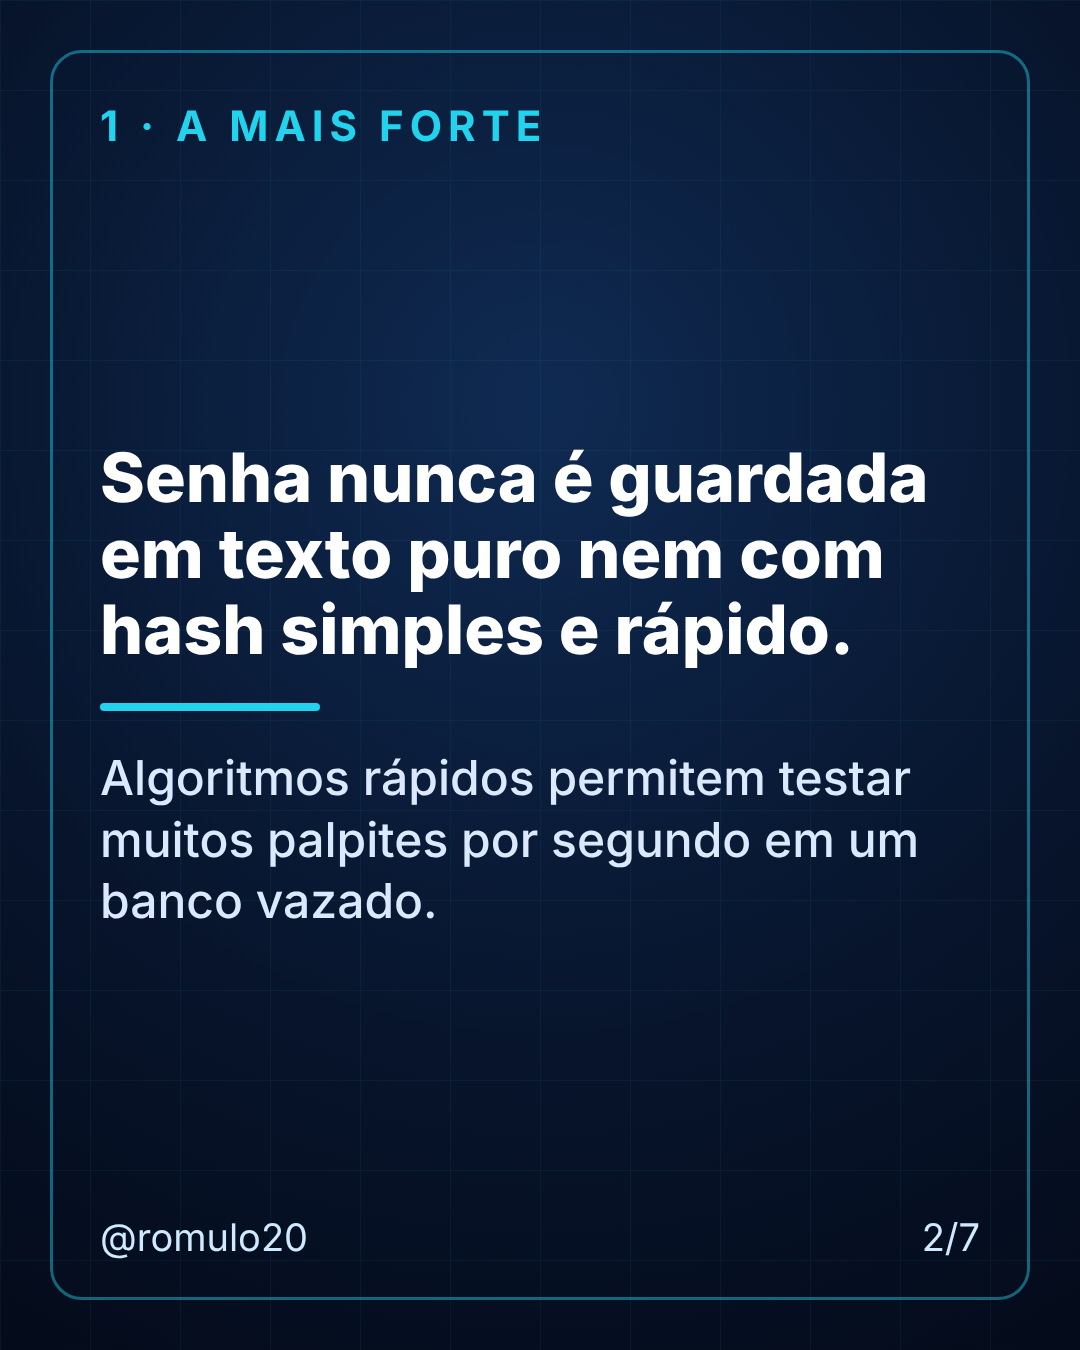 1 · A MAIS FORTE
Senha nunca é guardada
em texto puro nem com
hash simples e rápido.
Algoritmos rápidos permitem testar
muitos palpites por segundo em um
banco vazado.
@romulo20
2/7